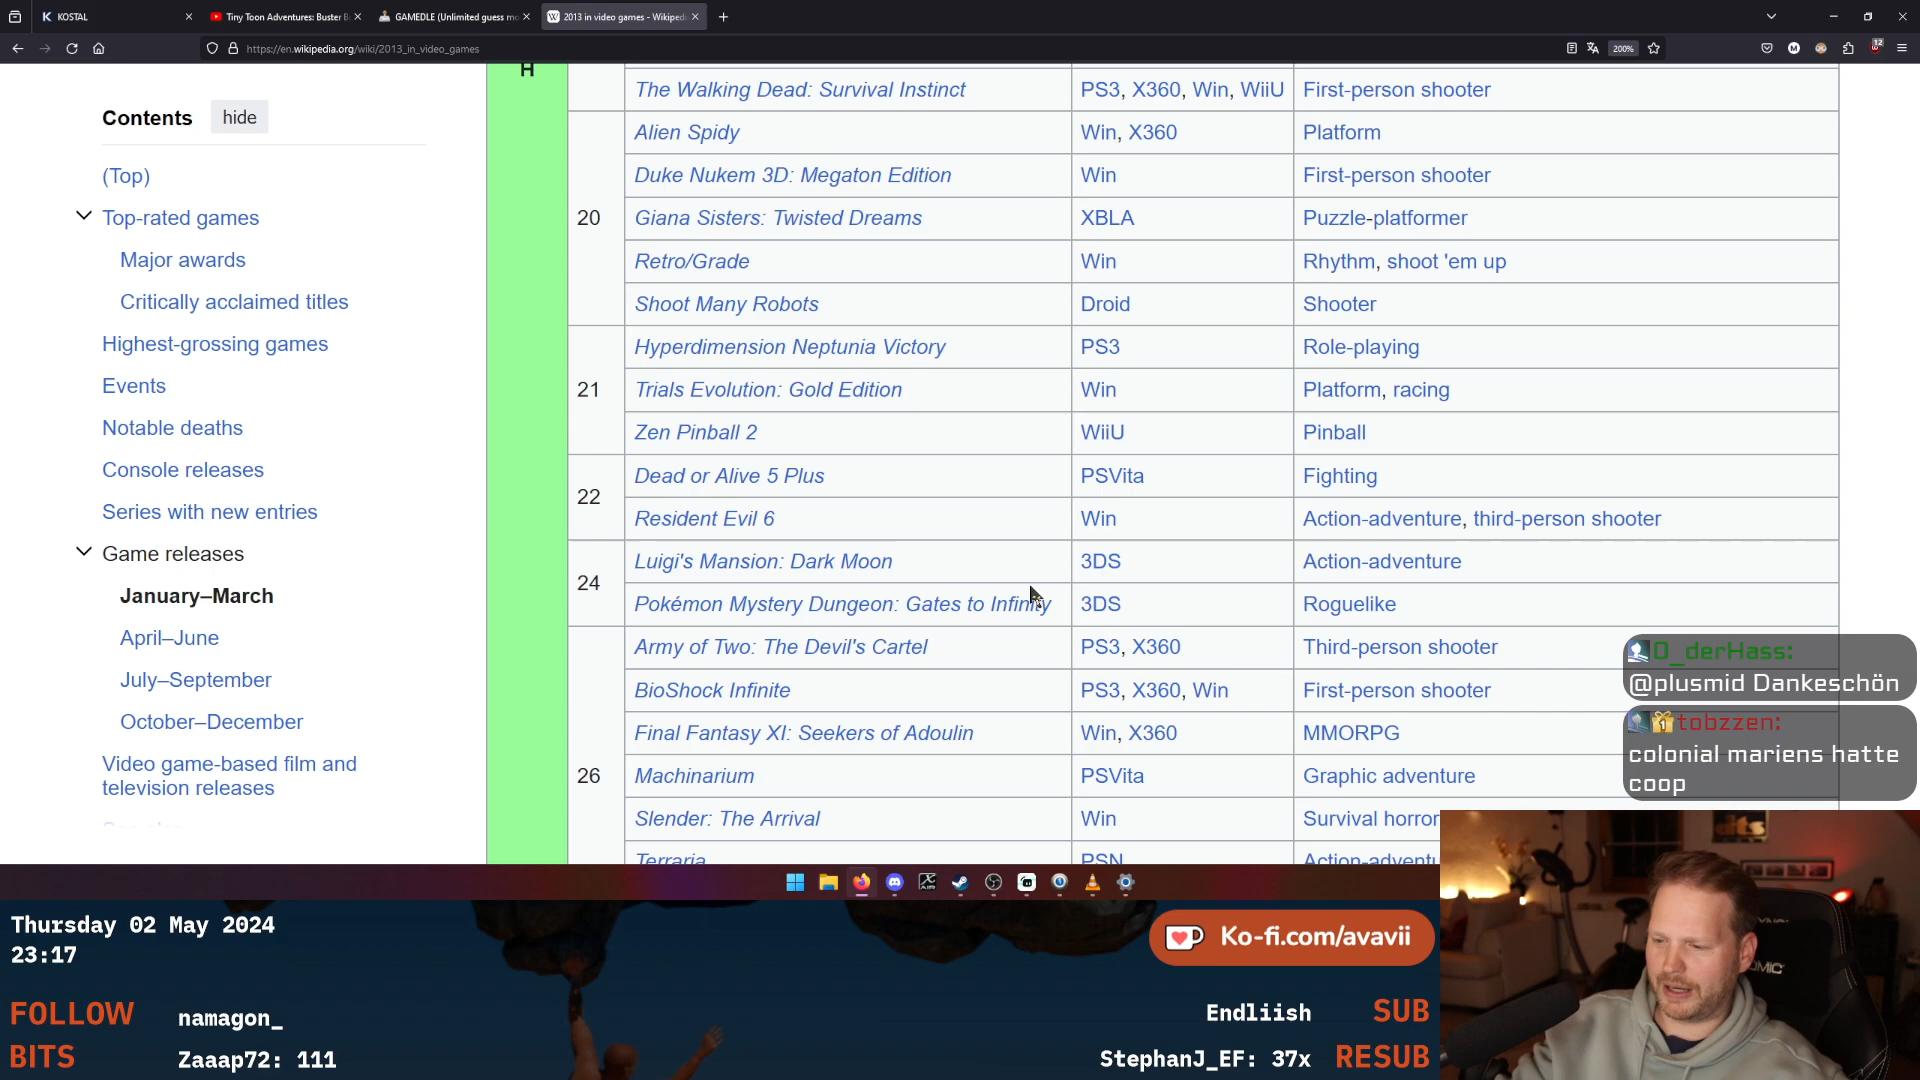 KOSTAL
Tiny Toon Adventures: Buster B
GAMEDLE (Unlimited guess mo
2013 in video games - Wikiped
https://en.wikipedia.org/wiki/2013_in_video_games
200%
12
Contents
hide
(Top)
Top-rated games
Major awards
Critically acclaimed titles
Highest-grossing games
Events
Notable deaths
Console releases
Series with new entries
Game releases
January–March
April–June
July–September
October–December
Video game-based film and
television releases
H
The Walking Dead: Survival Instinct PS3, X360, Win, WiiU First-person shooter
20
Alien Spidy Win, X360 Platform
Duke Nukem 3D: Megaton Edition Win First-person shooter
Giana Sisters: Twisted Dreams XBLA Puzzle-platformer
Retro/Grade Win Rhythm, shoot 'em up
Shoot Many Robots Droid Shooter
21
Hyperdimension Neptunia Victory PS3 Role-playing
Trials Evolution: Gold Edition Win Platform, racing
Zen Pinball 2 WiiU Pinball
22
Dead or Alive 5 Plus PSVita Fighting
Resident Evil 6 Win Action-adventure, third-person shooter
24
Luigi's Mansion: Dark Moon 3DS Action-adventure
Pokémon Mystery Dungeon: Gates to Infinity 3DS Roguelike
26
Army of Two: The Devil's Cartel PS3, X360 Third-person shooter
BioShock Infinite PS3, X360, Win First-person shooter
Final Fantasy XI: Seekers of Adoulin Win, X360 MMORPG
Machinarium PSVita Graphic adventure
Slender: The Arrival Win Survival horror
Terraria PSN Action-adventu
D_derHass:
@plusmid Dankeschön
tobzzen:
colonial mariens hatte
coop
Thursday 02 May 2024
23:17
FOLLOW namagon_
BITS Zaaap72: 111
Ko-fi.com/avavii
Endliish SUB
StephanJ_EF: 37x RESUB